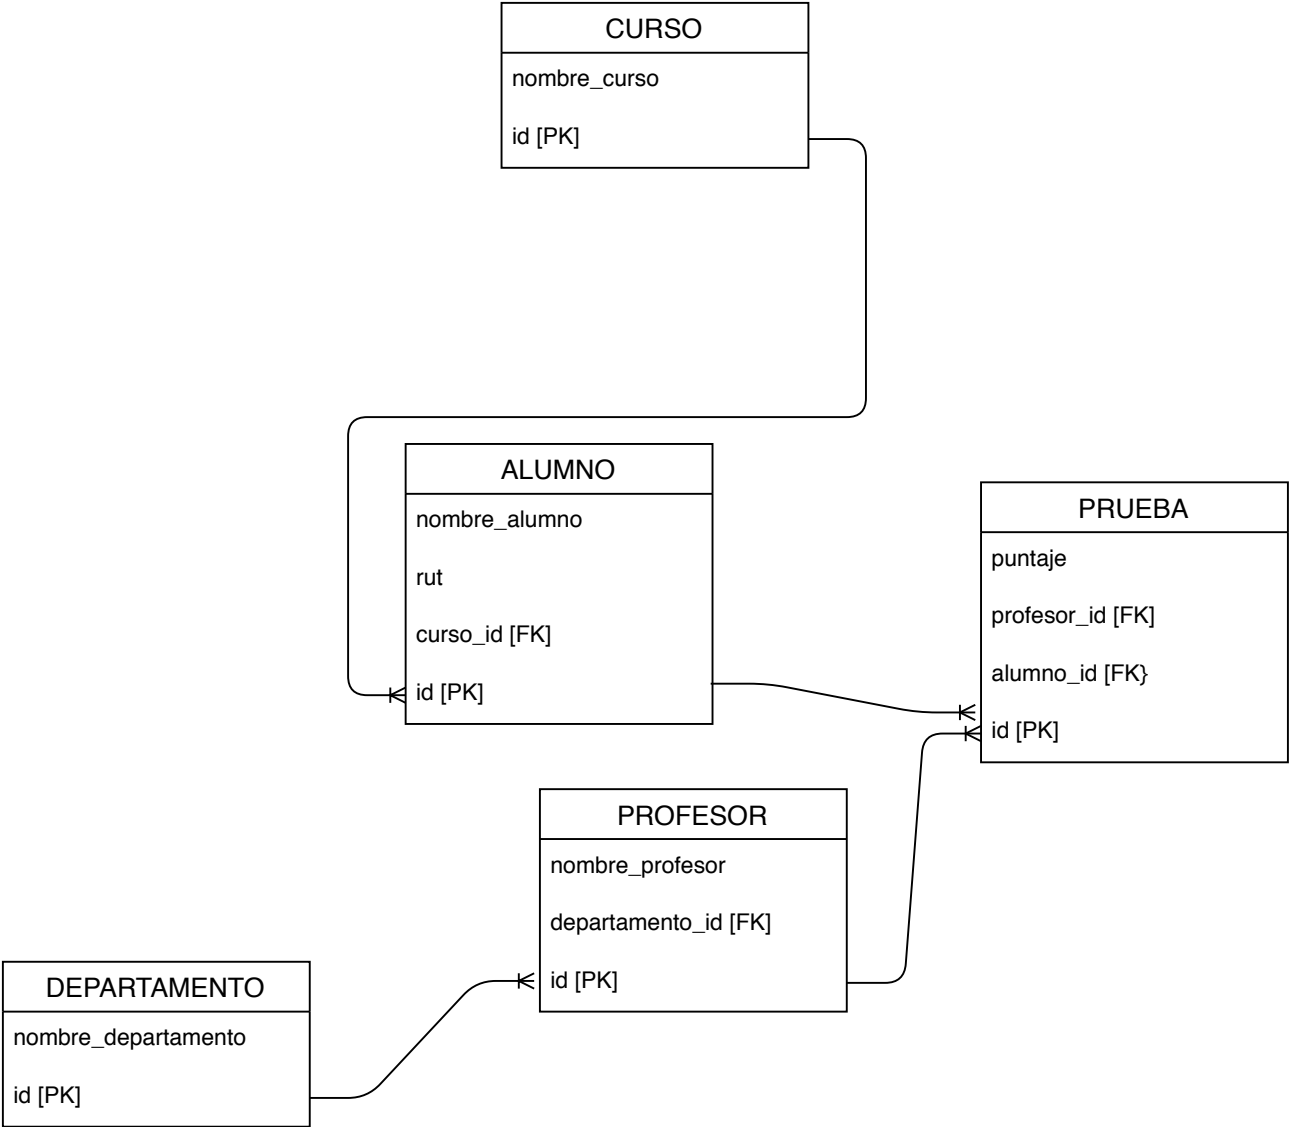 CURSO
nombre_curso
id [PK]
ALUMNO
nombre_alumno
rut
curso_id [FK]
id [PK]
PRUEBA
puntaje
profesor_id [FK]
alumno_id [FK}
id [PK]
PROFESOR
nombre_profesor
departamento_id [FK]
id [PK]
DEPARTAMENTO
nombre_departamento
id [PK]